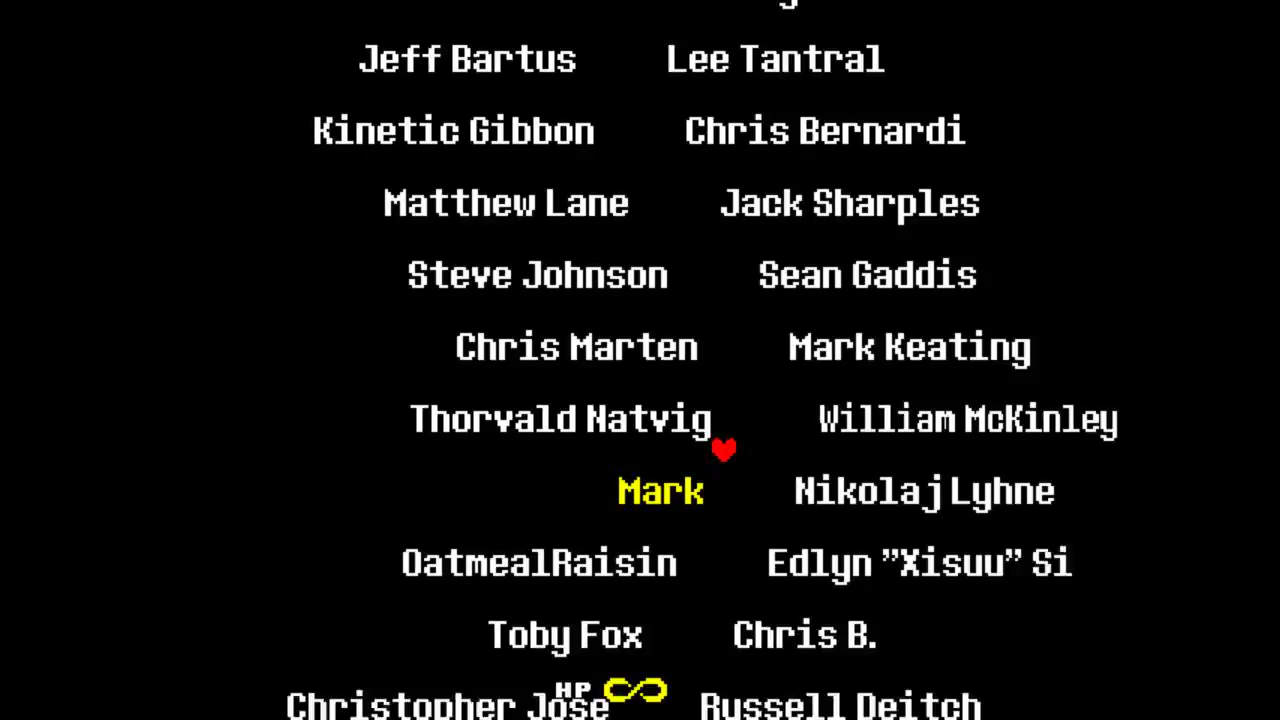 Jeff Bartus Lee Tantral
Kinetic Gibbon Chris Bernardi
Matthew Lane Jack Sharples
Steve Johnson Sean Gaddis
Chris Marten Mark Keating
Thorvald Natvig William McKinley
Mark Nikolaj Lyhne
OatmealRaisin Edlyn "Xisuu" Si
Toby Fox Chris B.
HP ∞
Christopher Jose Russell Deitch